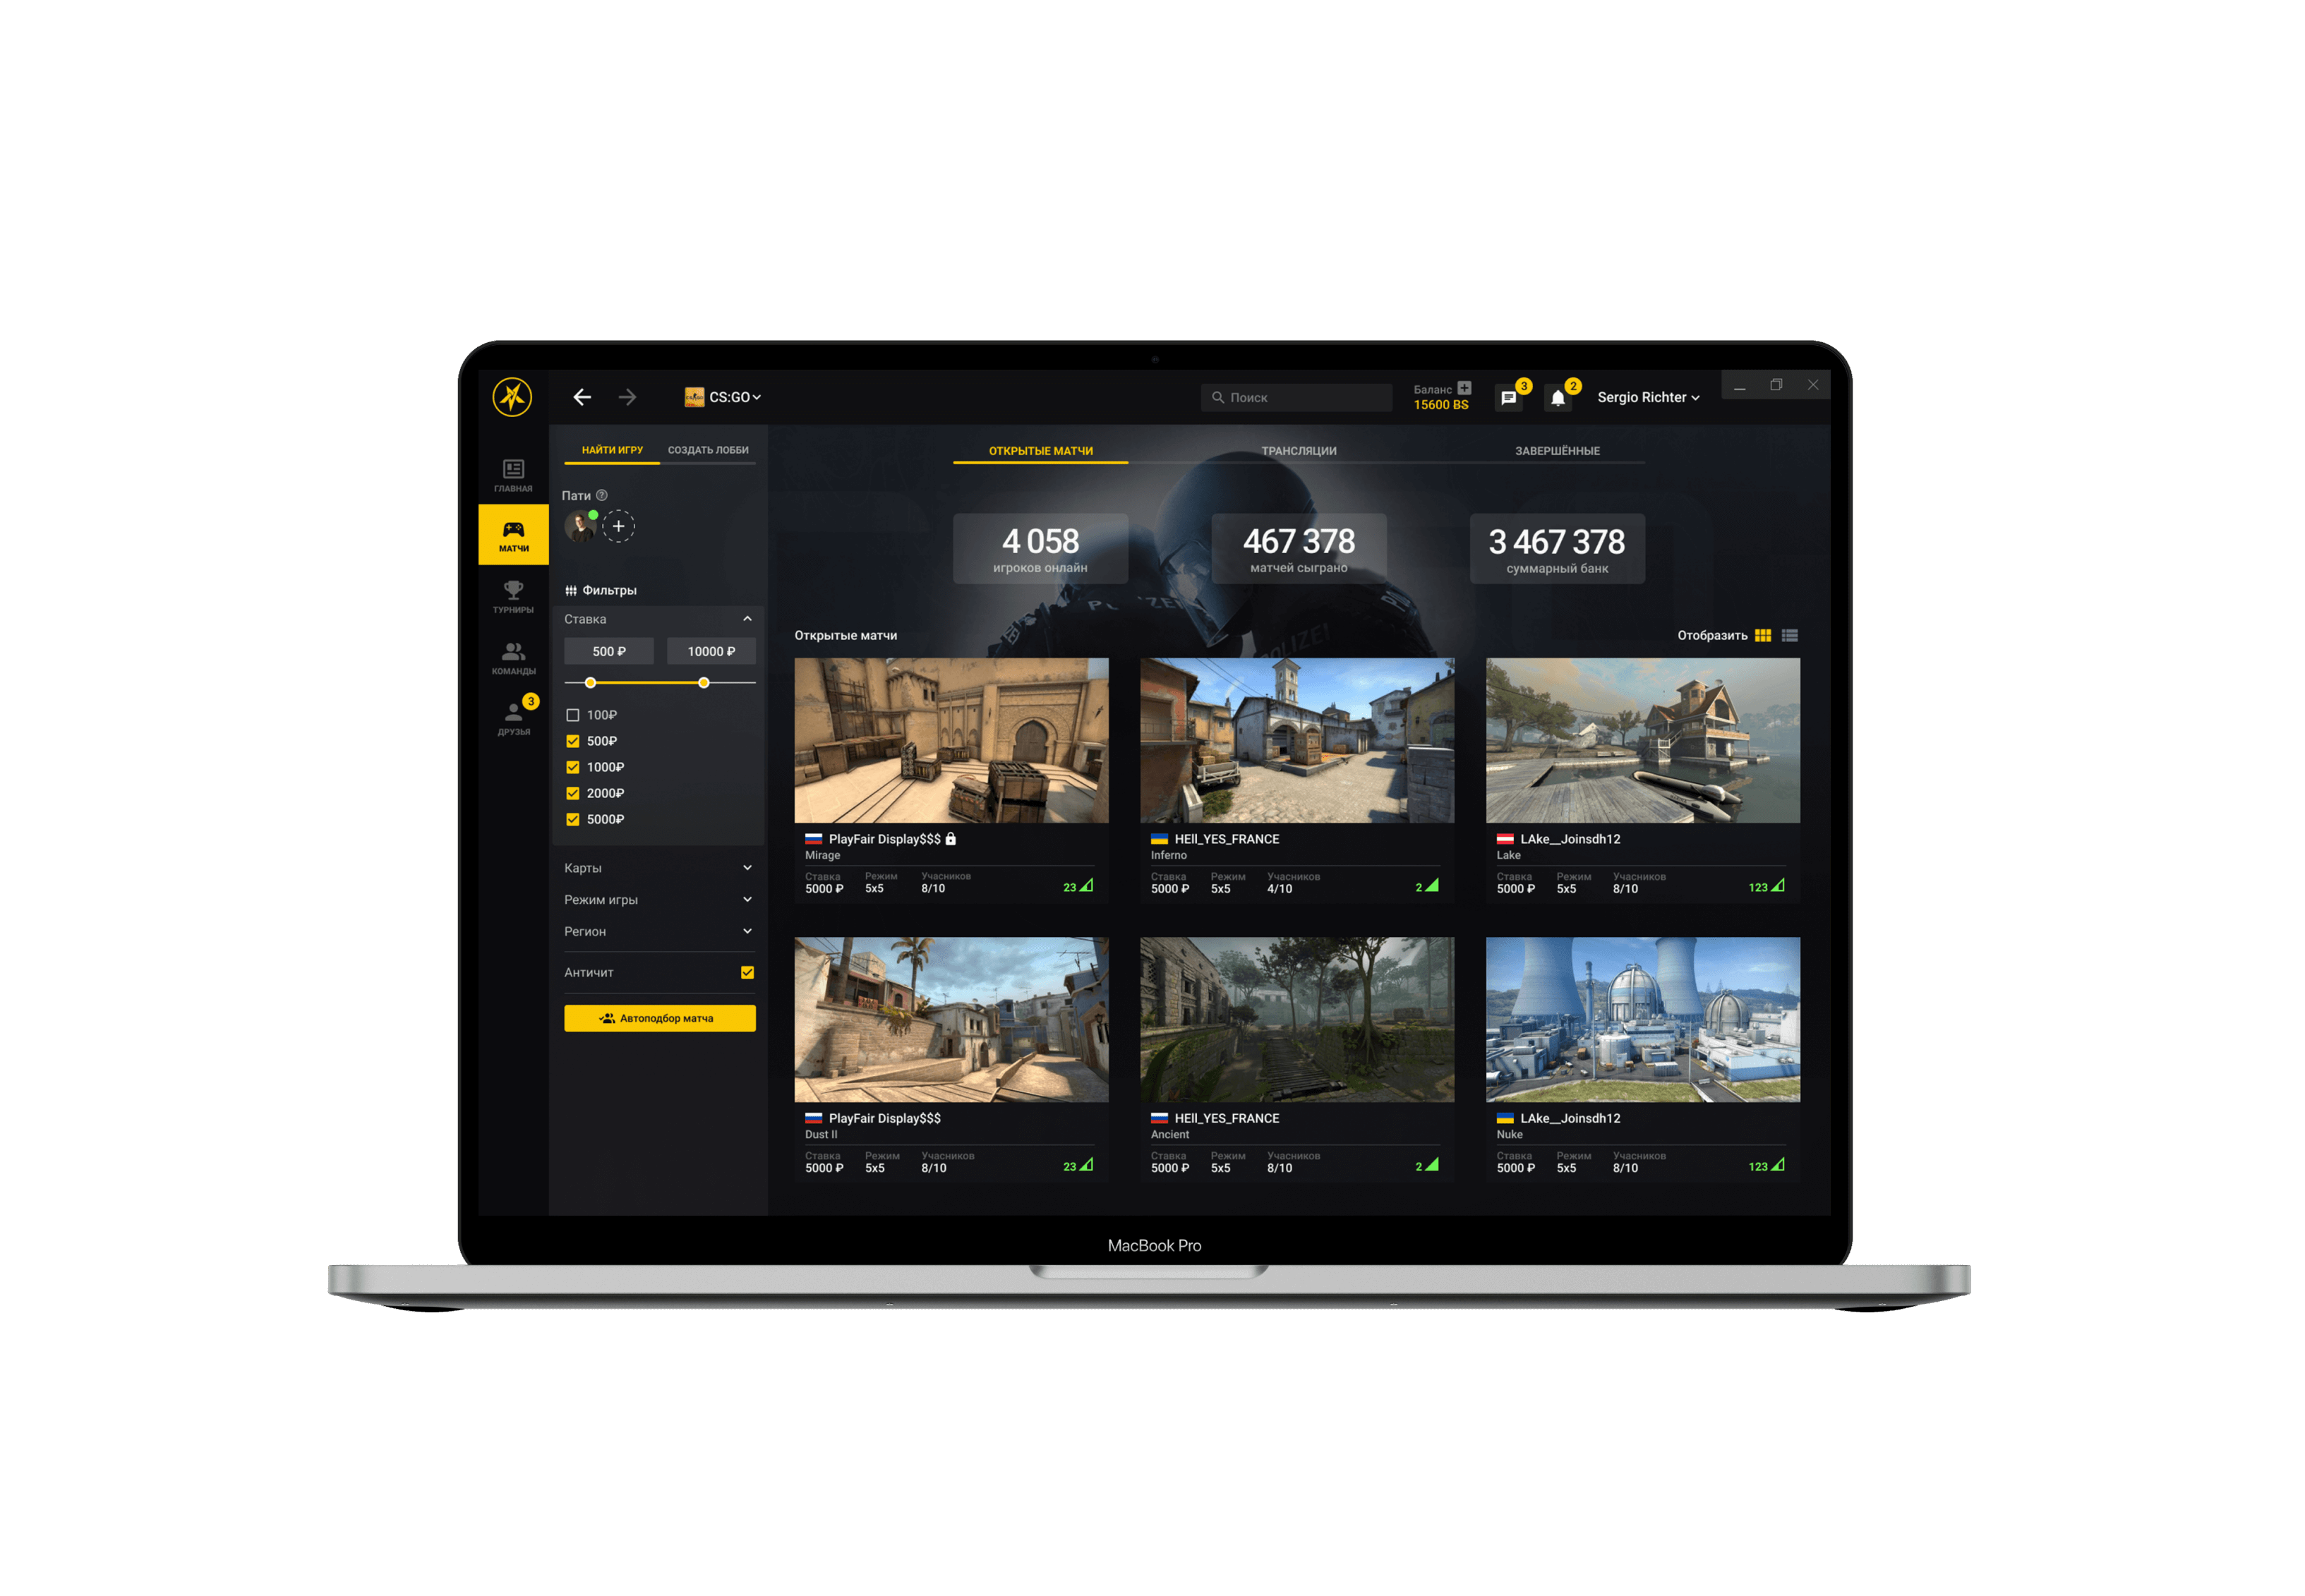 CS:GO
Поиск
Баланс
15600 BS
3
2
Sergio Richter
ГЛАВНАЯ
МАТЧИ
ТУРНИРЫ
КОМАНДЫ
3
ДРУЗЬЯ
НАЙТИ ИГРУ СОЗДАТЬ ЛОББИ
Пати ?
Фильтры
Ставка
500 ₽ 10000 ₽
100₽
500₽
1000₽
2000₽
5000₽
Карты
Режим игры
Регион
Античит
Автоподбор матча
ОТКРЫТЫЕ МАТЧИ ТРАНСЛЯЦИИ ЗАВЕРШЁННЫЕ
4 058 467 378 3 467 378
игроков онлайн матчей сыграно суммарный банк
Открытые матчи Отобразить
PlayFair Display$$$
Mirage
Ставка Режим Учасников
5000 ₽ 5x5 8/10 23
HEll_YES_FRANCE
Inferno
Ставка Режим Учасников
5000 ₽ 5x5 4/10 2
LAke__Joinsdh12
Lake
Ставка Режим Учасников
5000 ₽ 5x5 8/10 123
PlayFair Display$$$
Dust II
Ставка Режим Учасников
5000 ₽ 5x5 8/10 23
HEll_YES_FRANCE
Ancient
Ставка Режим Учасников
5000 ₽ 5x5 8/10 2
LAke__Joinsdh12
Nuke
Ставка Режим Учасников
5000 ₽ 5x5 8/10 123
MacBook Pro